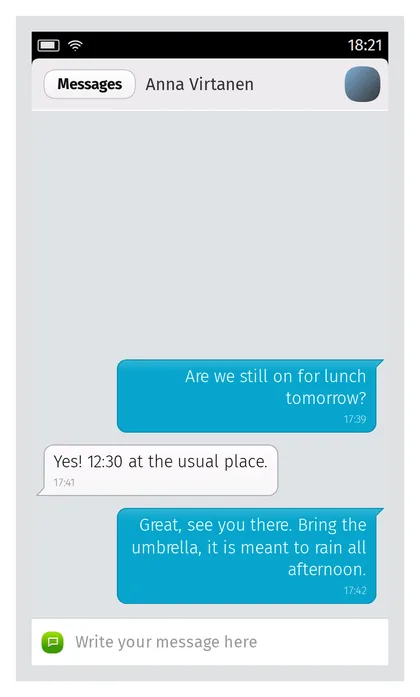 18:21
Messages
Anna Virtanen
Are we still on for lunch
tomorrow?
17:39
Yes! 12:30 at the usual place.
17:41
Great, see you there. Bring the
umbrella, it is meant to rain all
afternoon.
17:42
Write your message here